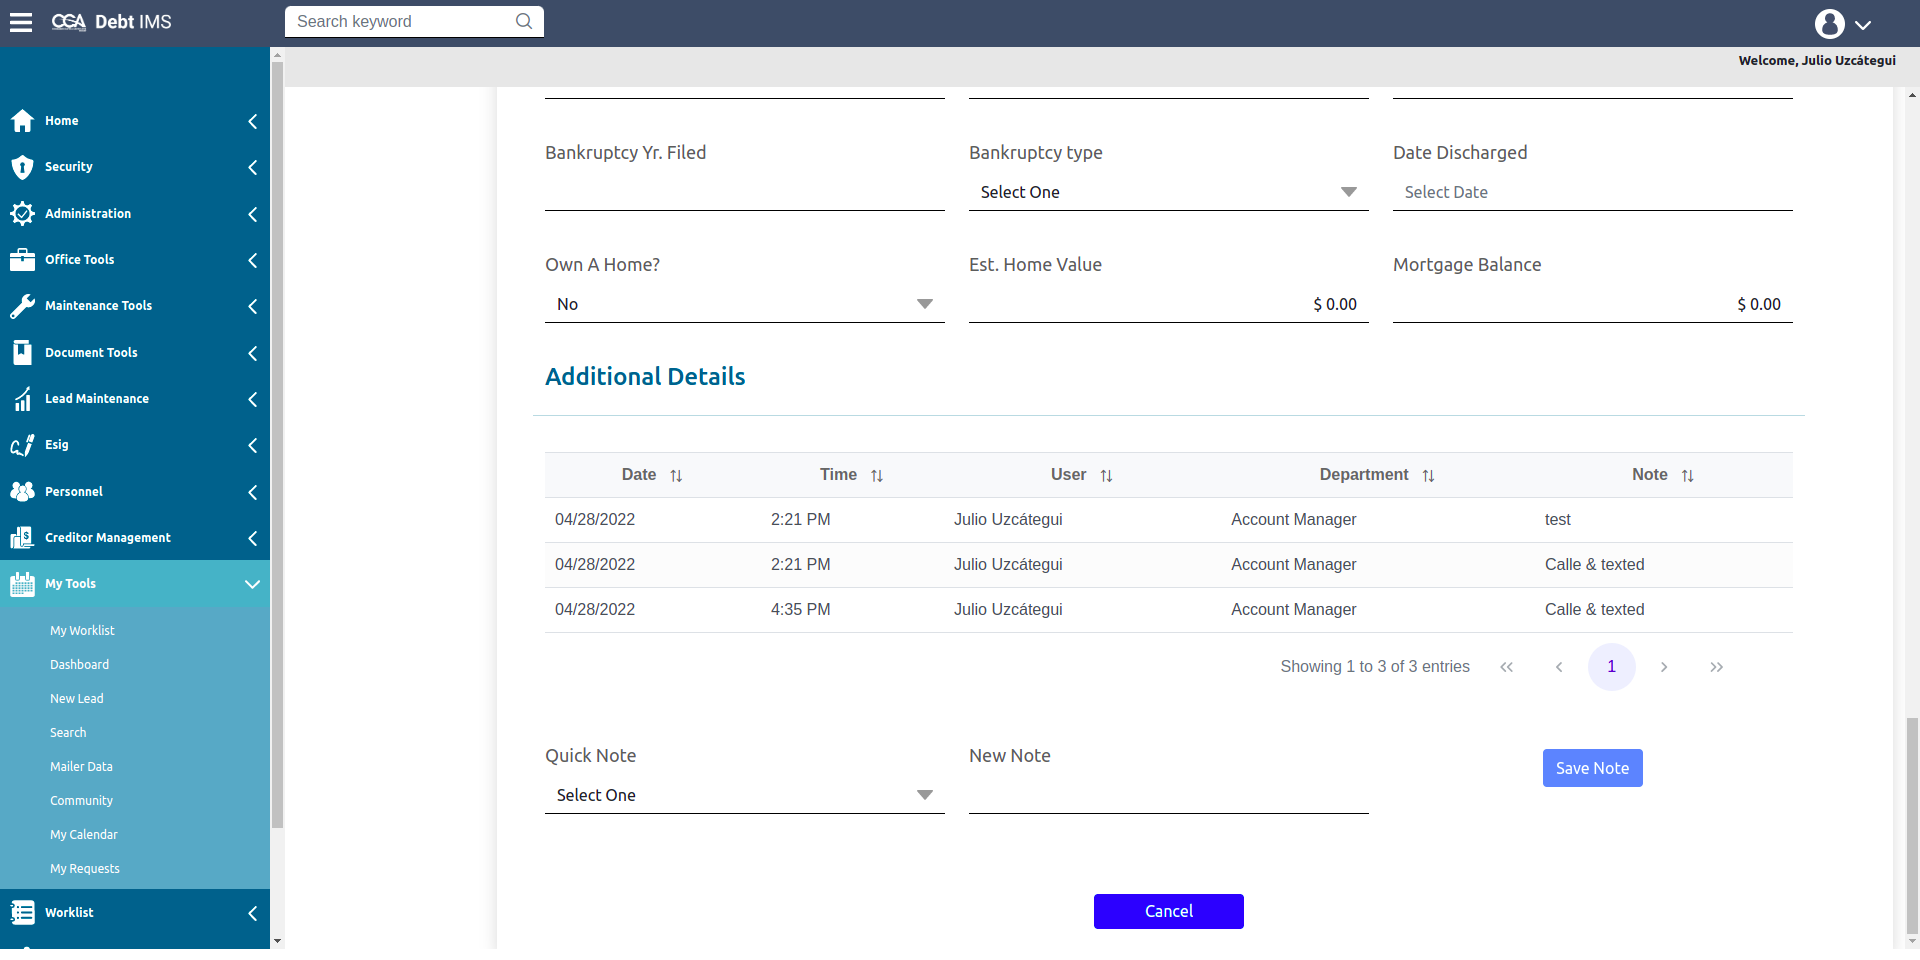 CGA Debt IMS
Search keyword
Welcome, Julio Uzcátegui
Home
Security
Administration
Office Tools
Maintenance Tools
Document Tools
Lead Maintenance
Esig
Personnel
Creditor Management
My Tools
My Worklist
Dashboard
New Lead
Search
Mailer Data
Community
My Calendar
My Requests
Worklist
Bankruptcy Yr. Filed Bankruptcy type Date Discharged
Select One Select Date
Own A Home? Est. Home Value Mortgage Balance
No $ 0.00 $ 0.00
Additional Details
Date Time User Department Note
04/28/2022 2:21 PM Julio Uzcátegui Account Manager test
04/28/2022 2:21 PM Julio Uzcátegui Account Manager Calle & texted
04/28/2022 4:35 PM Julio Uzcátegui Account Manager Calle & texted
Showing 1 to 3 of 3 entries 1
Quick Note New Note
Save Note
Select One
Cancel